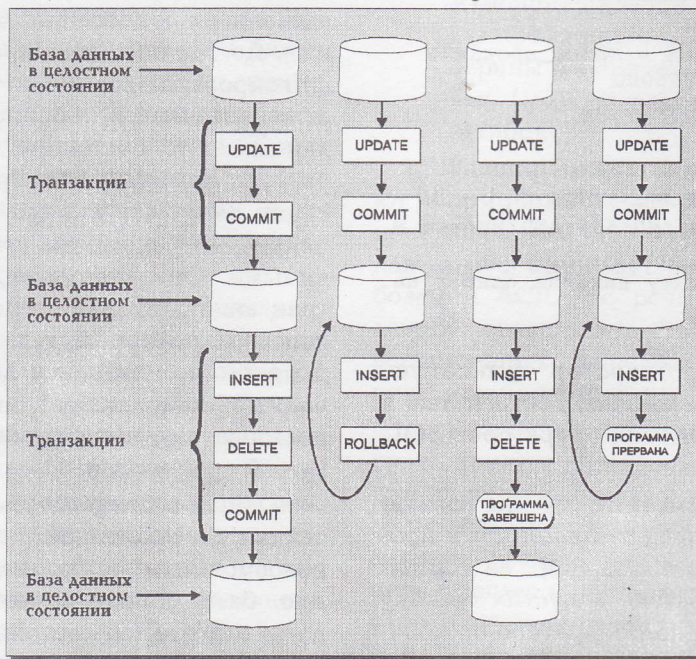 База данных
в целостном
состоянии
UPDATE
UPDATE
UPDATE
UPDATE
Транзакции
COMMIT
COMMIT
COMMIT
COMMIT
База данных
в целостном
состоянии
INSERT
INSERT
INSERT
INSERT
Транзакции
DELETE
ROLLBACK
DELETE
ПРОГРАММА
ПРЕРВАНА
COMMIT
ПРОГРАММА
ЗАВЕРШЕНА
База данных
в целостном
состоянии